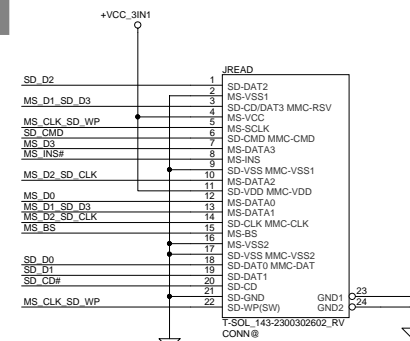 +VCC_3IN1
JREAD
SD_D2 1 SD-DAT2
2 MS-VSS1
MS_D1_SD_D3 3 SD-CD/DAT3 MMC-RSV
4 MS-VCC
MS_CLK_SD_WP 5 MS-SCLK
SD_CMD 6 SD-CMD MMC-CMD
MS_D3 7 MS-DATA3
MS_INS# 8 MS-INS
9 SD-VSS MMC-VSS1
MS_D2_SD_CLK 10 MS-DATA2
11 SD-VDD MMC-VDD
MS_D0 12 MS-DATA0
MS_D1_SD_D3 13 MS-DATA1
MS_D2_SD_CLK 14 SD-CLK MMC-CLK
MS_BS 15 MS-BS
16 MS-VSS2
17 SD-VSS MMC-VSS2
SD_D0 18 SD-DAT0 MMC-DAT
SD_D1 19 SD-DAT1
SD_CD# 20 SD-CD
21 SD-GND GND1 23
MS_CLK_SD_WP 22 SD-WP(SW) GND2 24
T-SOL_143-2300302602_RV
CONN@